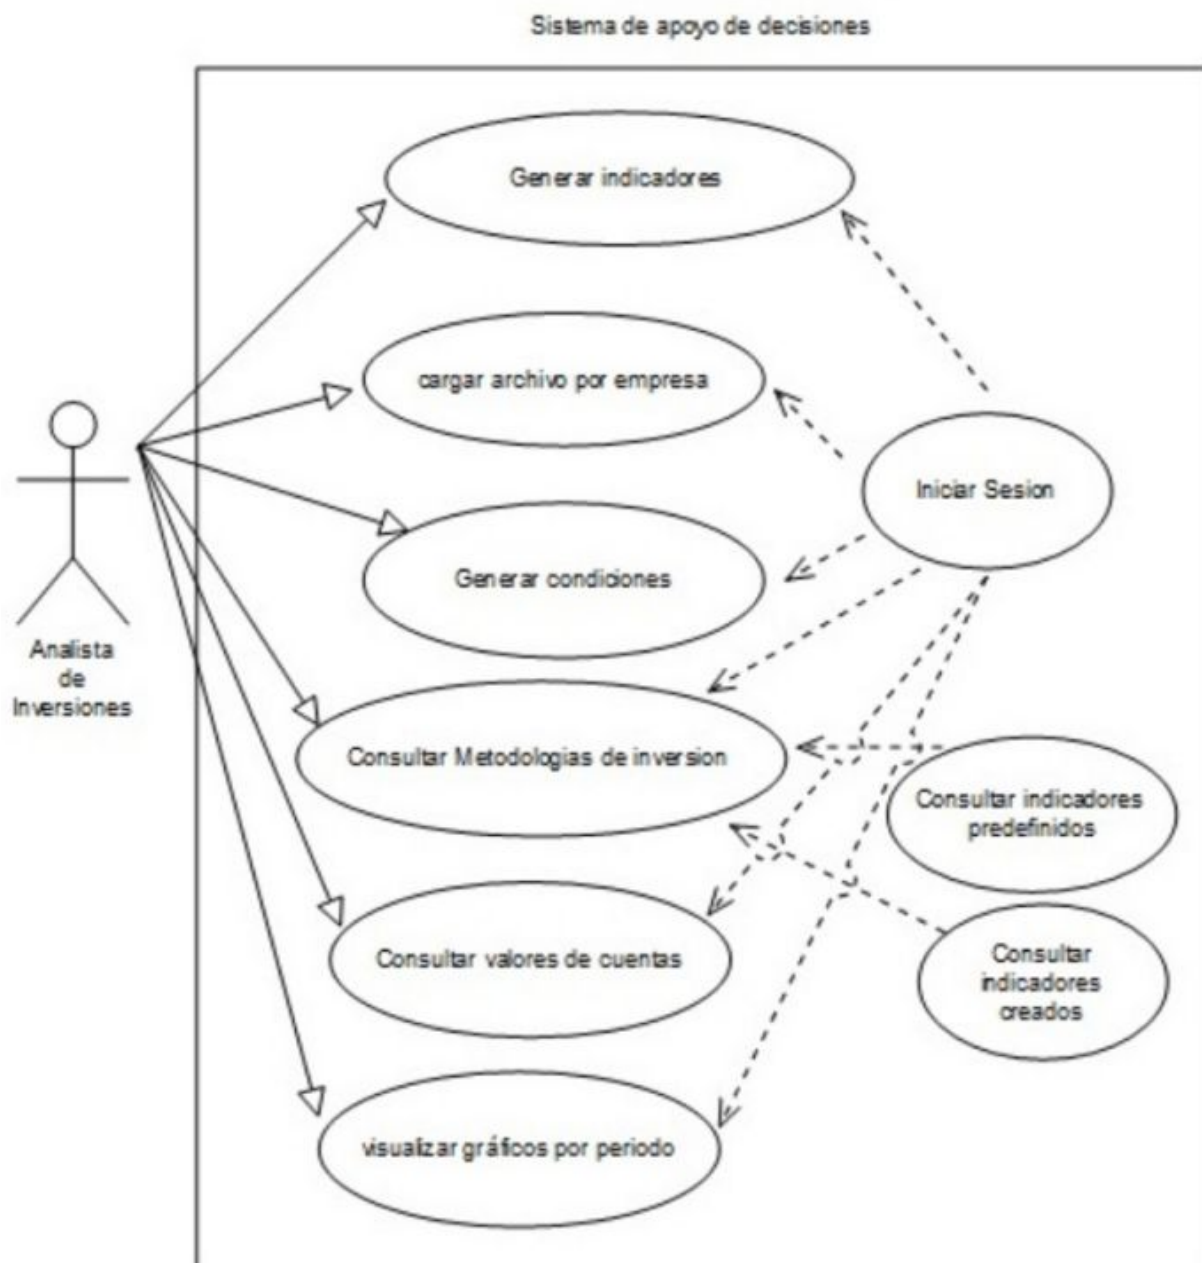 Sistema de apoyo de decisiones
Generar indicadores
cargar archivo por empresa
Iniciar Sesion
Generar condiciones
Analista
de
Inversiones
Consultar Metodologias de inversion
Consultar indicadores
predefinidos
Consultar valores de cuentas
Consultar
indicadores
creados
visualizar gráficos por periodo